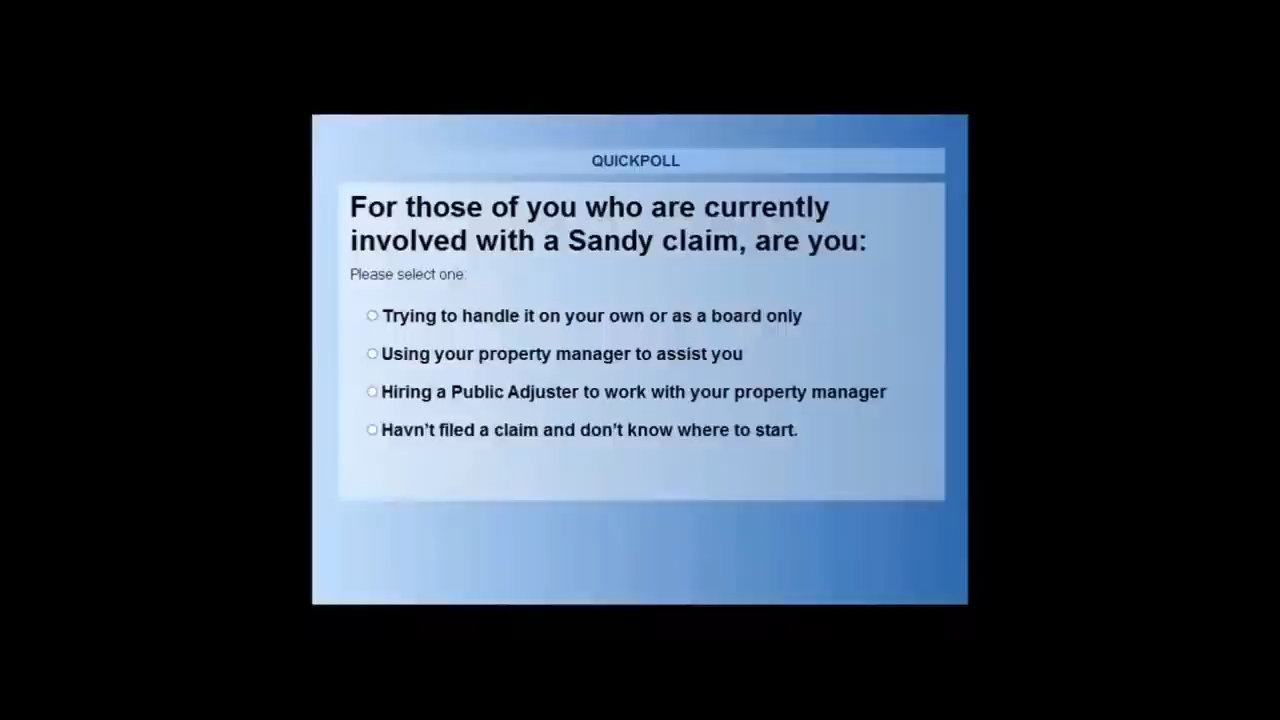 QUICKPOLL
For those of you who are currently
involved with a Sandy claim, are you:
Please select one:
Trying to handle it on your own or as a board only
Using your property manager to assist you
Hiring a Public Adjuster to work with your property manager
Havn't filed a claim and don't know where to start.